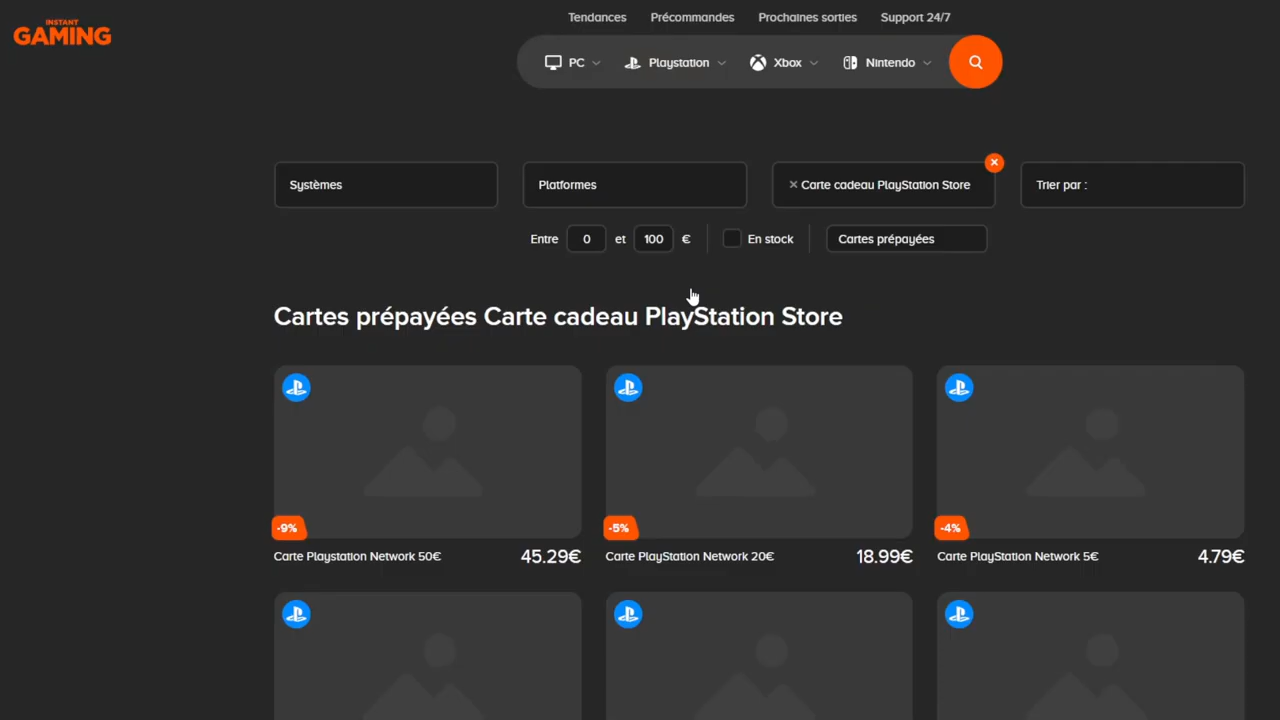 INSTANT
GAMING
Tendances Précommandes Prochaines sorties Support 24/7
PC Playstation Xbox Nintendo
Systèmes Platformes × Carte cadeau PlayStation Store × Trier par :
Entre 0 et 100 € En stock Cartes prépayées
Cartes prépayées Carte cadeau PlayStation Store
-9% -5% -4%
Carte Playstation Network 50€ 45.29€ Carte PlayStation Network 20€ 18.99€ Carte PlayStation Network 5€ 4.79€